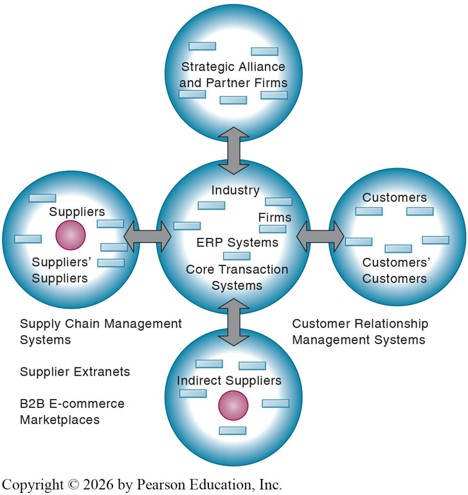 Strategic Alliance
and Partner Firms
Industry
Firms
ERP Systems
Core Transaction
Systems
Suppliers
Suppliers’
Suppliers
Customers
Customers’
Customers
Supply Chain Management
Systems
Supplier Extranets
B2B E-commerce
Marketplaces
Customer Relationship
Management Systems
Indirect Suppliers
Copyright © 2026 by Pearson Education, Inc.